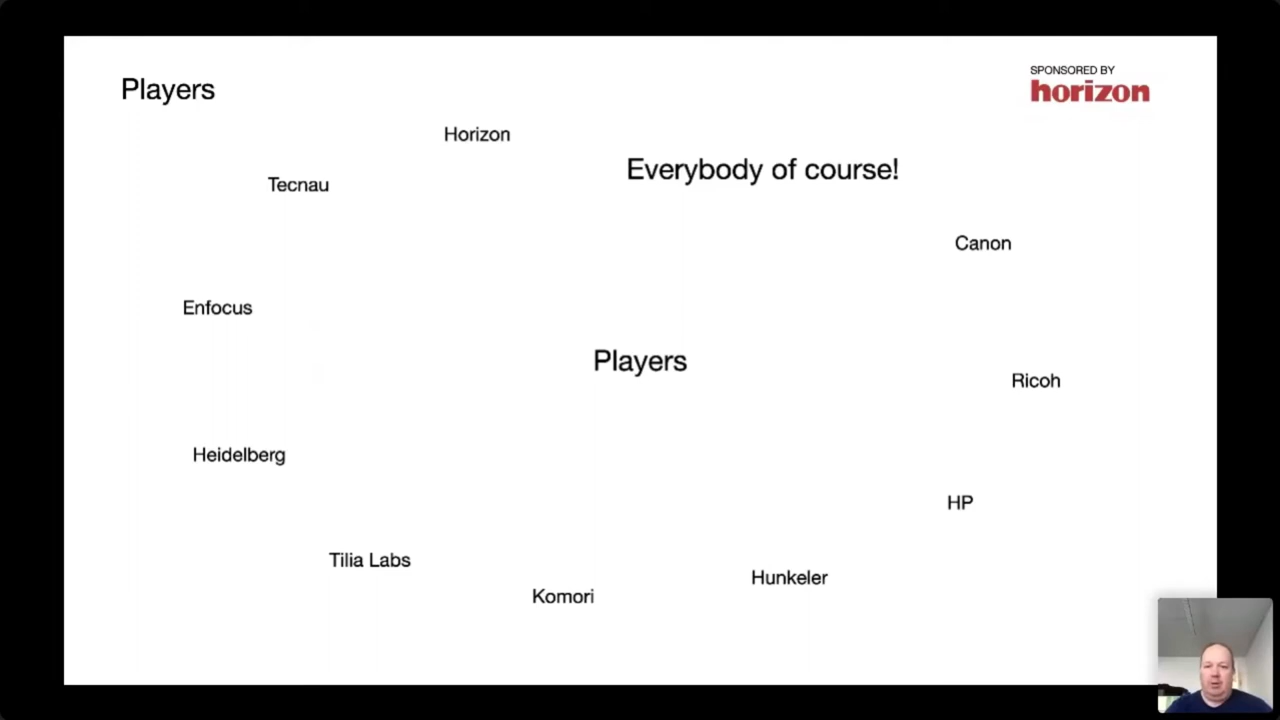 Players
SPONSORED BY
horizon
Horizon
Everybody of course!
Tecnau
Canon
Enfocus
Players
Ricoh
Heidelberg
HP
Tilia Labs
Hunkeler
Komori